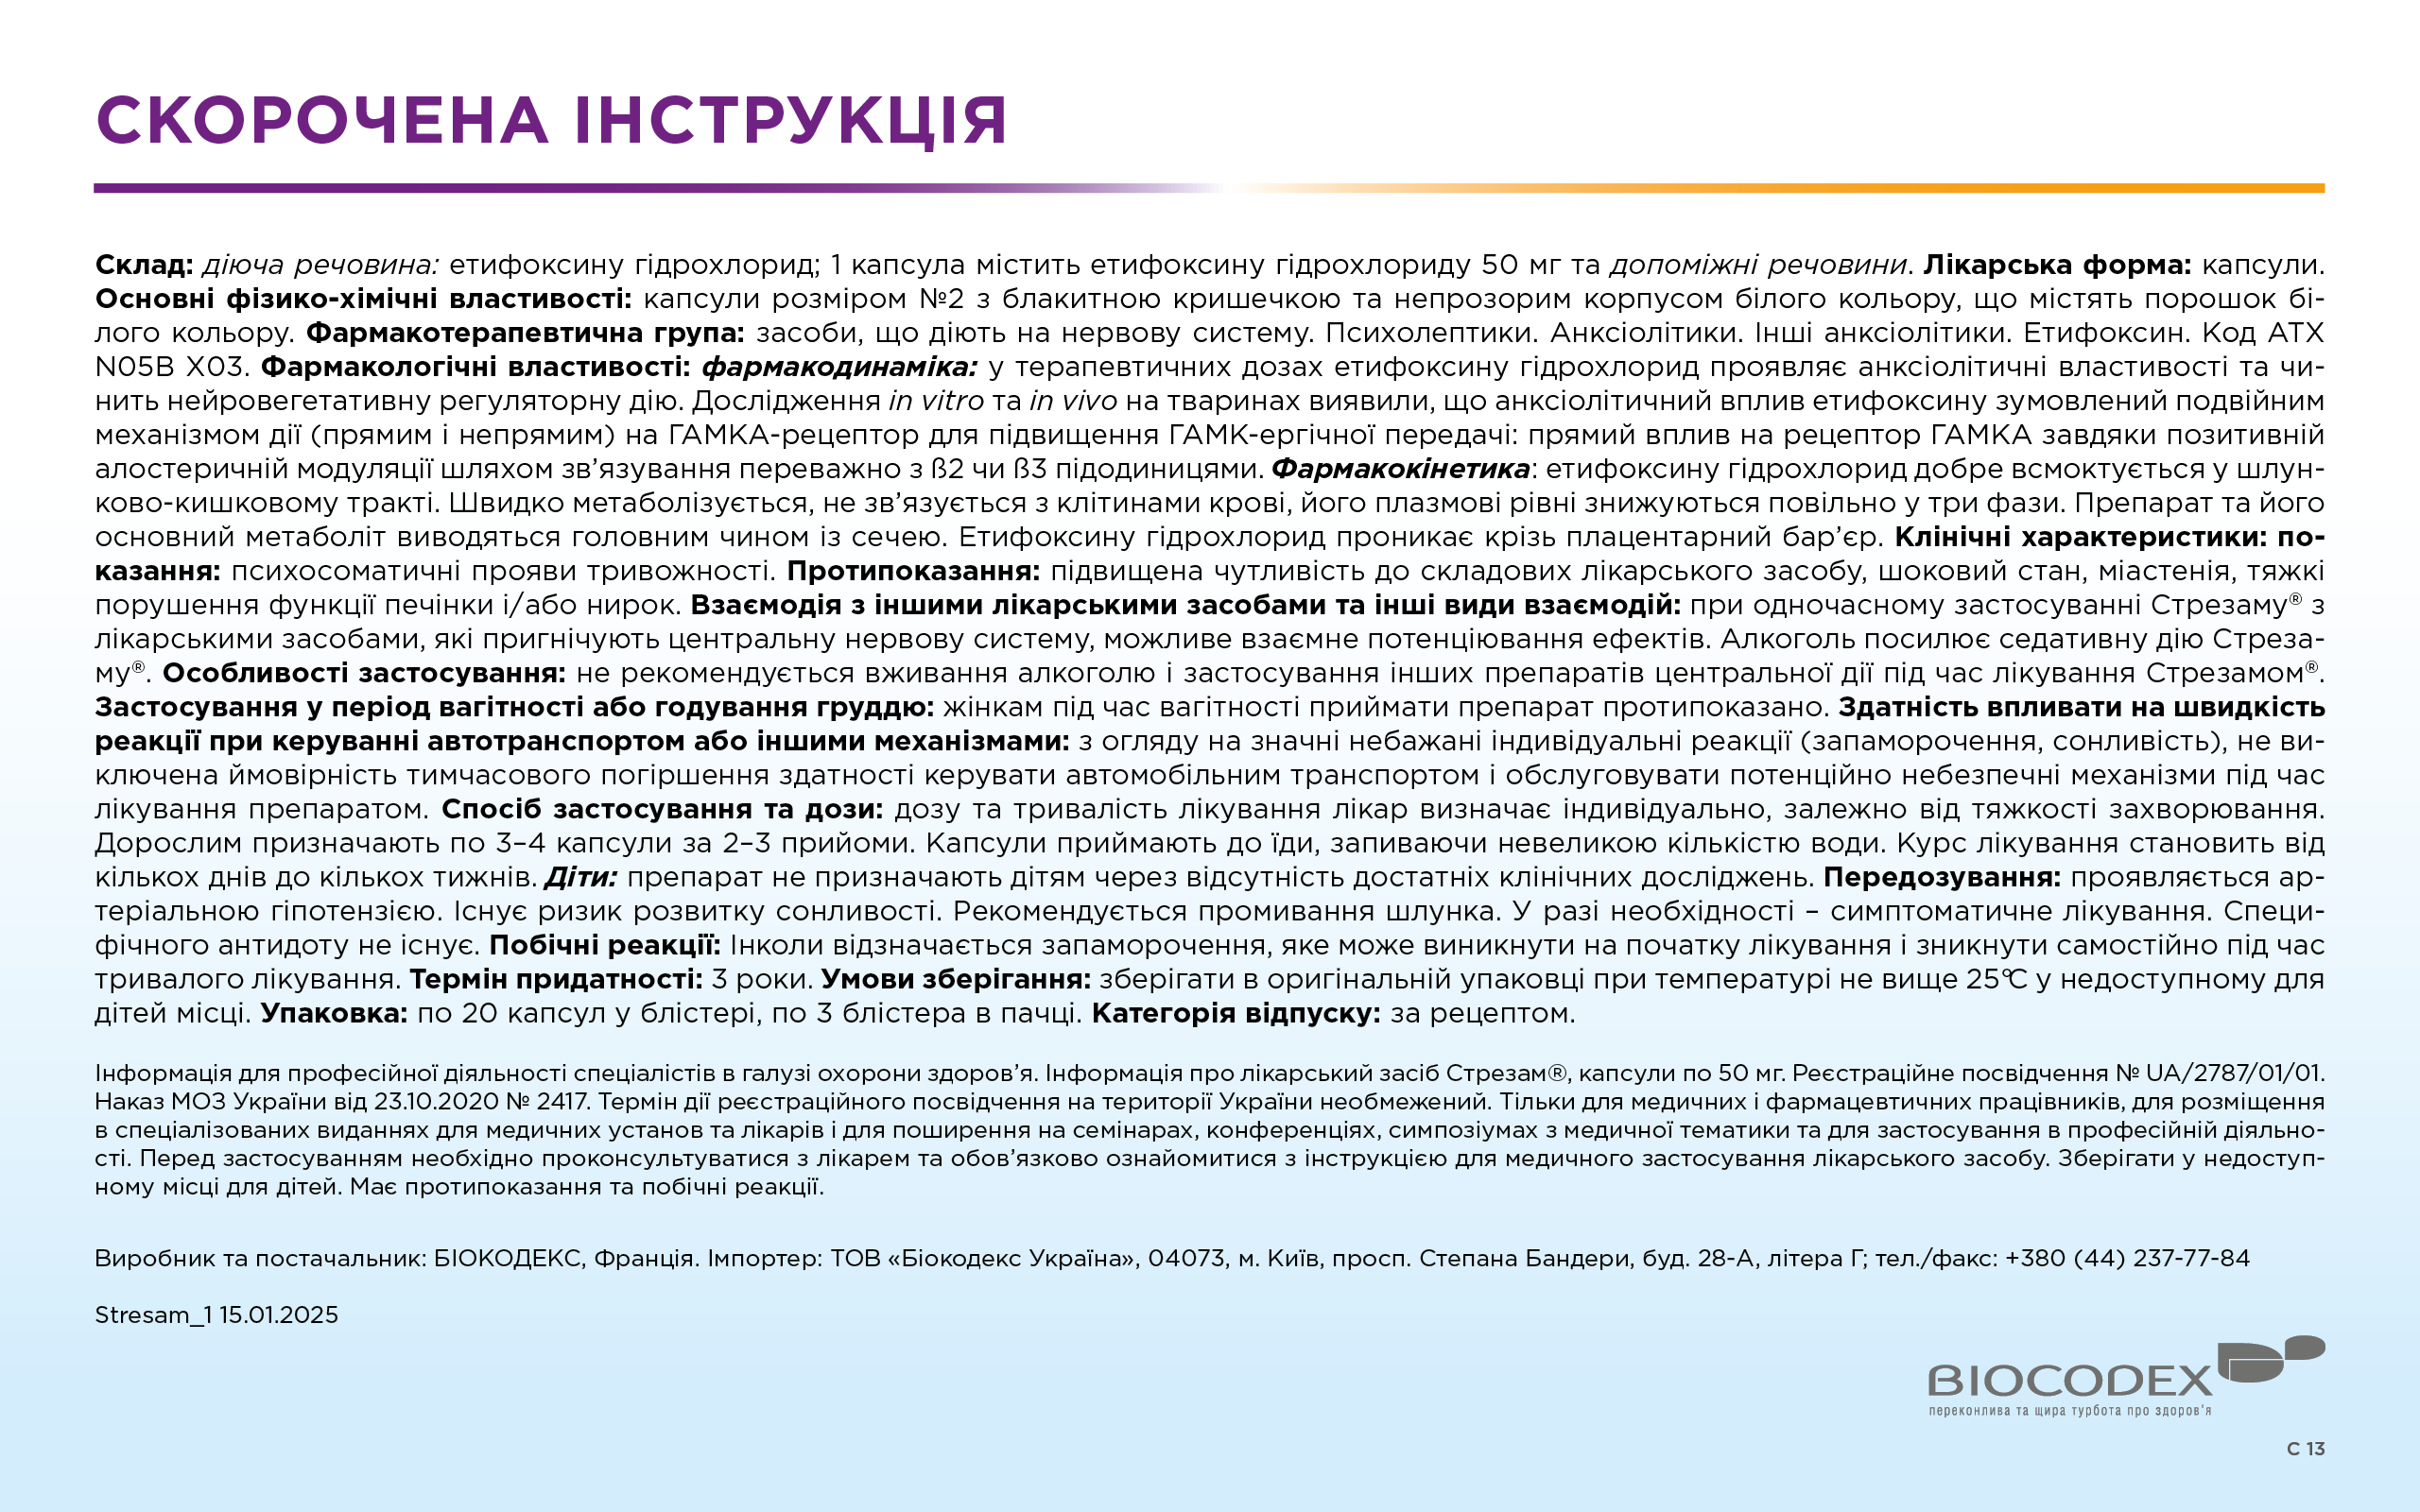 СКОРОЧЕНА ІНСТРУКЦІЯ
Склад: діюча речовина: етифоксину гідрохлорид; 1 капсула містить етифоксину гідрохлориду 50 мг та допоміжні речовини. Лікарська форма: капсули.
Основні фізико-хімічні властивості: капсули розміром №2 з блакитною кришечкою та непрозорим корпусом білого кольору, що містять порошок бі-
лого кольору. Фармакотерапевтична група: засоби, що діють на нервову систему. Психолептики. Анксіолітики. Інші анксіолітики. Етифоксин. Код АТХ
N05B X03. Фармакологічні властивості: фармакодинаміка: у терапевтичних дозах етифоксину гідрохлорид проявляє анксіолітичні властивості та чи-
нить нейровегетативну регуляторну дію. Дослідження in vitro та in vivo на тваринах виявили, що анксіолітичний вплив етифоксину зумовлений подвійним
механізмом дії (прямим і непрямим) на ГАМКА-рецептор для підвищення ГАМК-ергічної передачі: прямий вплив на рецептор ГАМКА завдяки позитивній
алостеричній модуляції шляхом зв’язування переважно з ß2 чи ß3 підодиницями. Фармакокінетика: етифоксину гідрохлорид добре всмоктується у шлун-
ково-кишковому тракті. Швидко метаболізується, не зв’язується з клітинами крові, його плазмові рівні знижуються повільно у три фази. Препарат та його
основний метаболіт виводяться головним чином із сечею. Етифоксину гідрохлорид проникає крізь плацентарний бар’єр. Клінічні характеристики: по-
казання: психосоматичні прояви тривожності. Протипоказання: підвищена чутливість до складових лікарського засобу, шоковий стан, міастенія, тяжкі
порушення функції печінки і/або нирок. Взаємодія з іншими лікарськими засобами та інші види взаємодій: при одночасному застосуванні Стрезаму® з
лікарськими засобами, які пригнічують центральну нервову систему, можливе взаємне потенціювання ефектів. Алкоголь посилює седативну дію Стреза-
му®. Особливості застосування: не рекомендується вживання алкоголю і застосування інших препаратів центральної дії під час лікування Стрезамом®.
Застосування у період вагітності або годування груддю: жінкам під час вагітності приймати препарат протипоказано. Здатність впливати на швидкість
реакції при керуванні автотранспортом або іншими механізмами: з огляду на значні небажані індивідуальні реакції (запаморочення, сонливість), не ви-
ключена ймовірність тимчасового погіршення здатності керувати автомобільним транспортом і обслуговувати потенційно небезпечні механізми під час
лікування препаратом. Спосіб застосування та дози: дозу та тривалість лікування лікар визначає індивідуально, залежно від тяжкості захворювання.
Дорослим призначають по 3–4 капсули за 2–3 прийоми. Капсули приймають до їди, запиваючи невеликою кількістю води. Курс лікування становить від
кількох днів до кількох тижнів. Діти: препарат не призначають дітям через відсутність достатніх клінічних досліджень. Передозування: проявляється ар-
теріальною гіпотензією. Існує ризик розвитку сонливості. Рекомендується промивання шлунка. У разі необхідності – симптоматичне лікування. Специ-
фічного антидоту не існує. Побічні реакції: Інколи відзначається запаморочення, яке може виникнути на початку лікування і зникнути самостійно під час
тривалого лікування. Термін придатності: 3 роки. Умови зберігання: зберігати в оригінальній упаковці при температурі не вище 25°С у недоступному для
дітей місці. Упаковка: по 20 капсул у блістері, по 3 блістера в пачці. Категорія відпуску: за рецептом.
Інформація для професійної діяльності спеціалістів в галузі охорони здоров’я. Інформація про лікарський засіб Стрезам®, капсули по 50 мг. Реєстраційне посвідчення № UA/2787/01/01.
Наказ МОЗ України від 23.10.2020 № 2417. Термін дії реєстраційного посвідчення на території України необмежений. Тільки для медичних і фармацевтичних працівників, для розміщення
в спеціалізованих виданнях для медичних установ та лікарів і для поширення на семінарах, конференціях, симпозіумах з медичної тематики та для застосування в професійній діяльно-
сті. Перед застосуванням необхідно проконсультуватися з лікарем та обов’язково ознайомитися з інструкцією для медичного застосування лікарського засобу. Зберігати у недоступ-
ному місці для дітей. Має протипоказання та побічні реакції.
Виробник та постачальник: БІОКОДЕКС, Франція. Імпортер: ТОВ «Біокодекс Україна», 04073, м. Київ, просп. Степана Бандери, буд. 28-А, літера Г; тел./факс: +380 (44) 237-77-84
Stresam_1 15.01.2025
BIOCODEX
переконлива та щира турбота про здоров’я
С 13